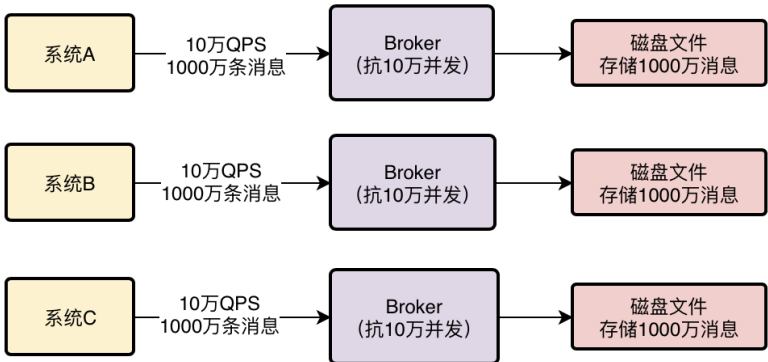 系统A
10万QPS
1000万条消息
Broker
（抗10万并发）
磁盘文件
存储1000万消息
系统B
10万QPS
1000万条消息
Broker
（抗10万并发）
磁盘文件
存储1000万消息
系统C
10万QPS
1000万条消息
Broker
（抗10万并发）
磁盘文件
存储1000万消息